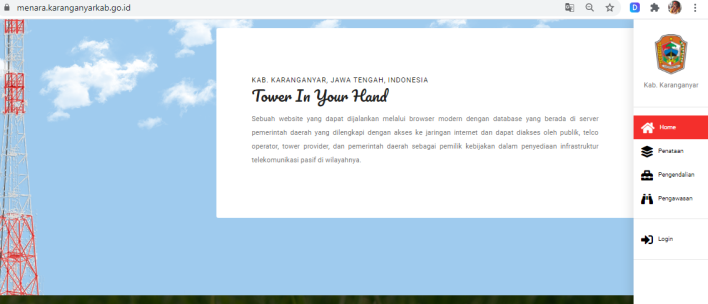 menara.karanganyarkab.go.id
KAB. KARANGANYAR, JAWA TENGAH, INDONESIA
Tower In Your Hand
Sebuah website yang dapat dijalankan melalui browser modern dengan database yang berada di server
pemerintah daerah yang dilengkapi dengan akses ke jaringan internet dan dapat diakses oleh publik, telco
operator, tower provider, dan pemerintah daerah sebagai pemilik kebijakan dalam penyediaan infrastruktur
telekomunikasi pasif di wilayahnya.
Kab. Karanganyar
Home
Penataan
Pengendalian
Pengawasan
Login